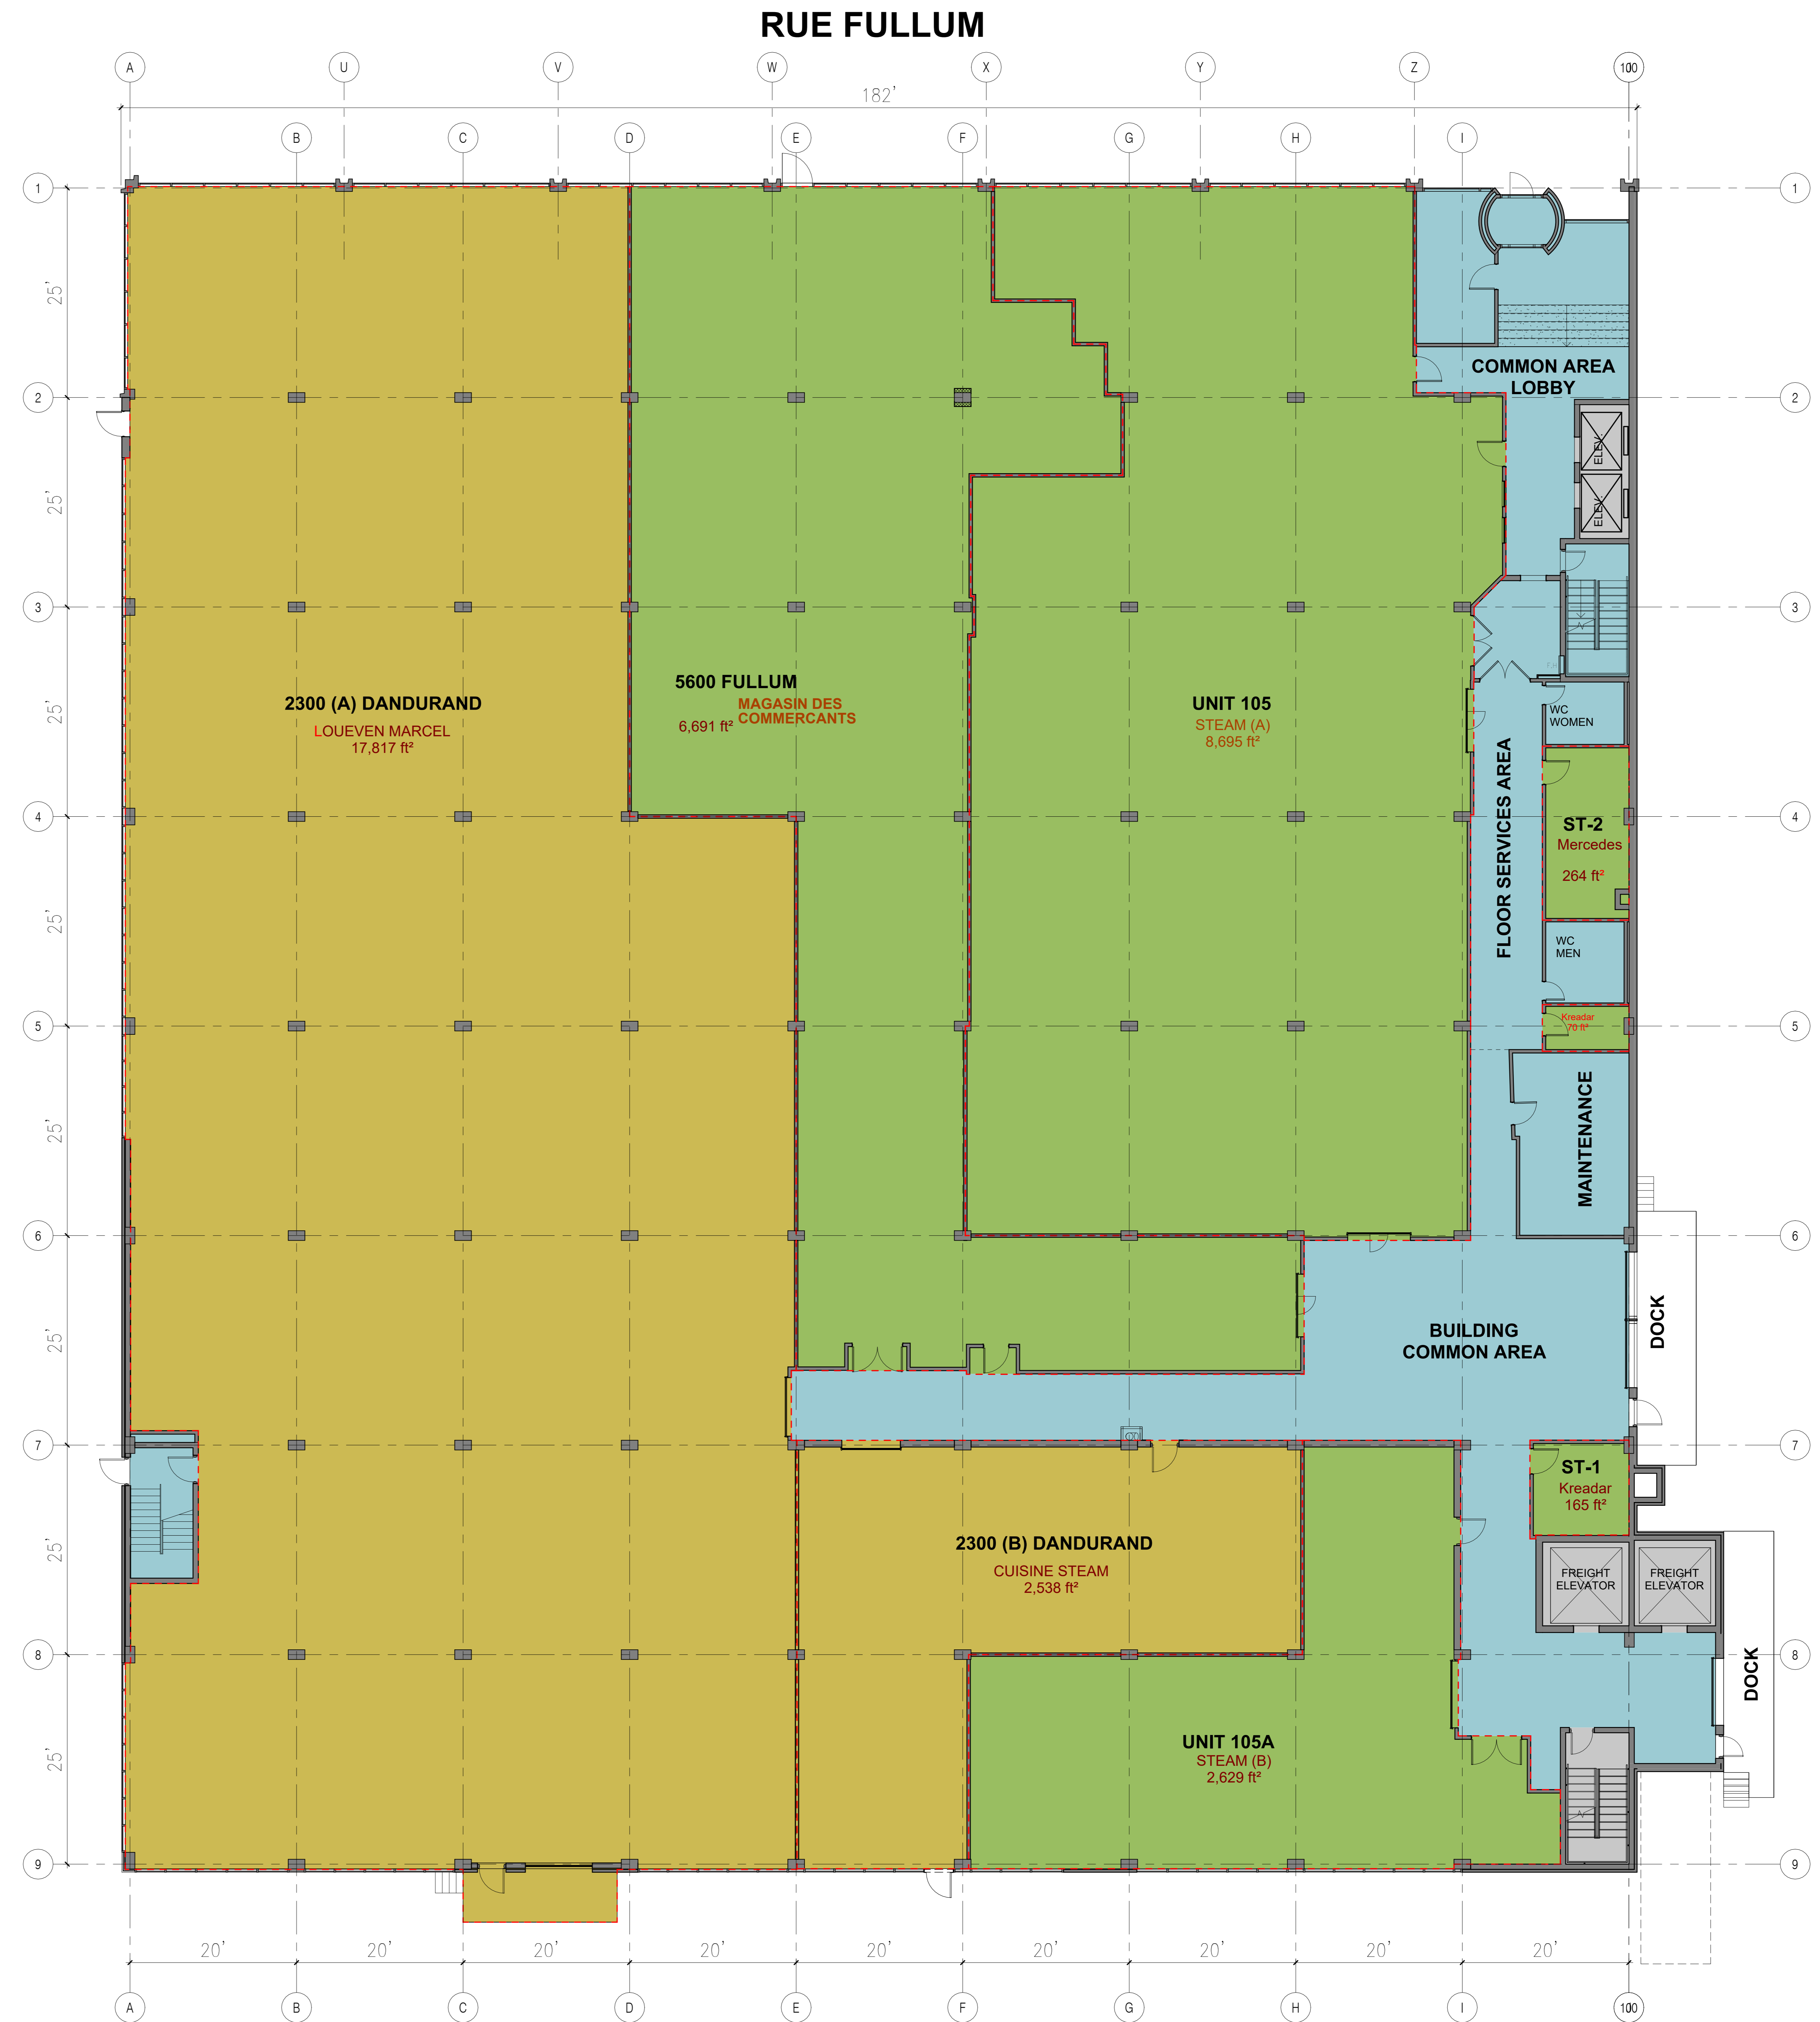 RUE FULLUM
A U V W X Y Z
182'
B C D E F G H I
1 1
25'
COMMON AREA
LOBBY
2 2
ELEV.
25'
ELEV.
3 3
5600 FULLUM
2300 (A) DANDURAND
MAGASIN DES
UNIT 105
WC
WOMEN
25'
6,691 ft²
COMMERCANTS
LOUEVEN MARCEL
STEAM (A)
17,817 ft²
8,695 ft²
FLOOR SERVICES AREA
4 4
ST-2
Mercedes
264 ft²
25'
WC
MEN
5 5
Kreadar
70 ft²
25'
MAINTENANCE
6 6
25'
BUILDING
COMMON AREA
DOCK
7 7
ST-1
Kreadar
165 ft²
25'
2300 (B) DANDURAND
CUISINE STEAM
2,538 ft²
FREIGHT
ELEVATOR
FREIGHT
ELEVATOR
8 8
DOCK
25'
UNIT 105A
STEAM (B)
2,629 ft²
9 9
20' 20' 20' 20' 20' 20' 20' 20' 20'
A B C D E F G H I